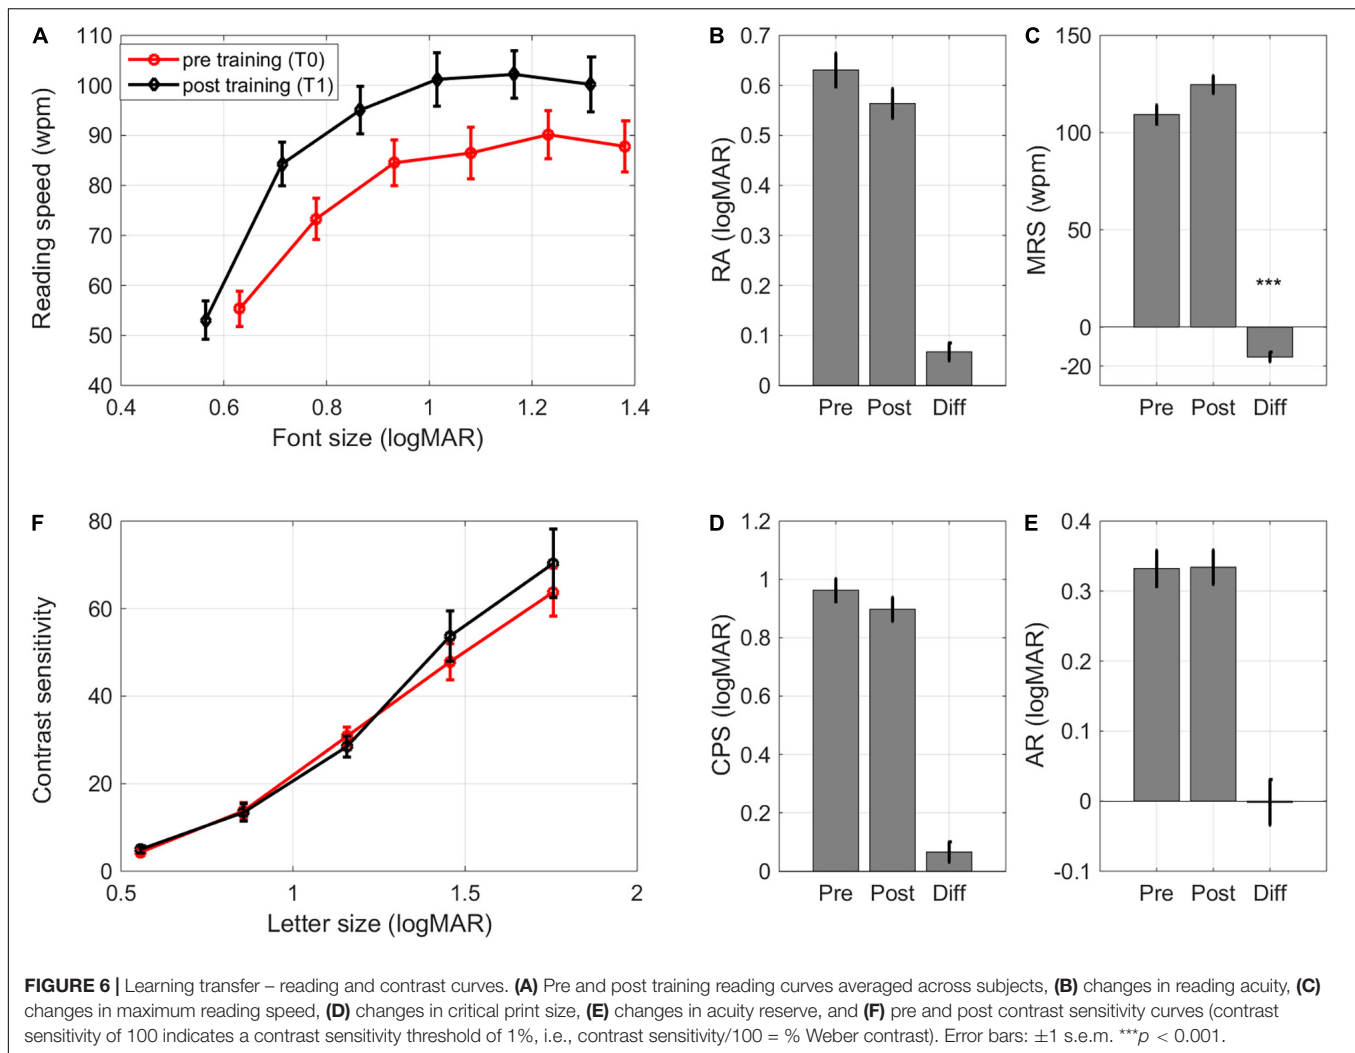 A
110
100
90
80
70
60
50
40
Reading speed (wpm)
pre training (T0)
post training (T1)
0.4 0.6 0.8 1 1.2 1.4
Font size (logMAR)
B
0.7
0.6
0.5
0.4
0.3
0.2
0.1
0
RA (logMAR)
Pre Post Diff
C
150
100
50
0
-20
MRS (wpm)
***
Pre Post Diff
F
80
60
40
20
0
Contrast sensitivity
0.5 1 1.5 2
Letter size (logMAR)
D
1.2
1
0.8
0.6
0.4
0.2
0
CPS (logMAR)
Pre Post Diff
E
0.4
0.3
0.2
0.1
0
-0.1
AR (logMAR)
Pre Post Diff
FIGURE 6 | Learning transfer – reading and contrast curves. (A) Pre and post training reading curves averaged across subjects, (B) changes in reading acuity, (C)
changes in maximum reading speed, (D) changes in critical print size, (E) changes in acuity reserve, and (F) pre and post contrast sensitivity curves (contrast
sensitivity of 100 indicates a contrast sensitivity threshold of 1%, i.e., contrast sensitivity/100 = % Weber contrast). Error bars: ±1 s.e.m. ***p < 0.001.